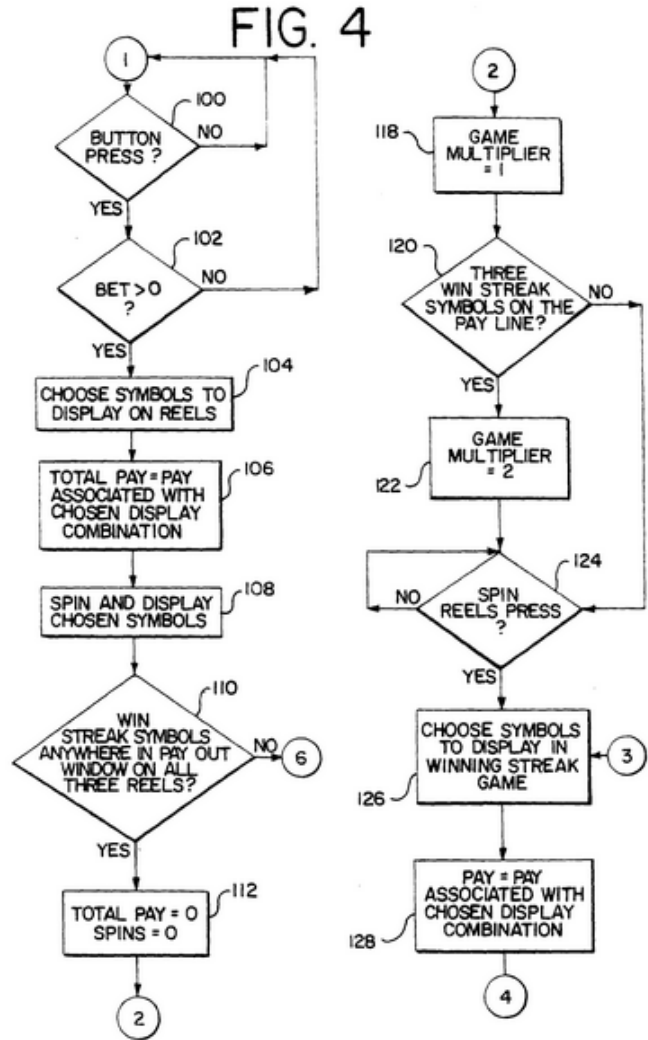 FIG. 4
1
100
BUTTON
PRESS ?
NO
YES
102
BET > 0
?
NO
YES
104
CHOOSE SYMBOLS TO
DISPLAY ON REELS
106
TOTAL PAY = PAY
ASSOCIATED WITH
CHOSEN DISPLAY
COMBINATION
108
SPIN AND DISPLAY
CHOSEN SYMBOLS
110
WIN
STREAK SYMBOLS
ANYWHERE IN PAY OUT
WINDOW ON ALL
THREE REELS?
NO
6
YES
112
TOTAL PAY = 0
SPINS = 0
2
2
118
GAME
MULTIPLIER
= 1
120
THREE
WIN STREAK
SYMBOLS ON THE
PAY LINE?
NO
YES
GAME
MULTIPLIER
= 2
122
124
SPIN
REELS PRESS
?
NO
YES
CHOOSE SYMBOLS
TO DISPLAY IN
WINNING STREAK
GAME
126
3
PAY = PAY
ASSOCIATED WITH
CHOSEN DISPLAY
COMBINATION
128
4